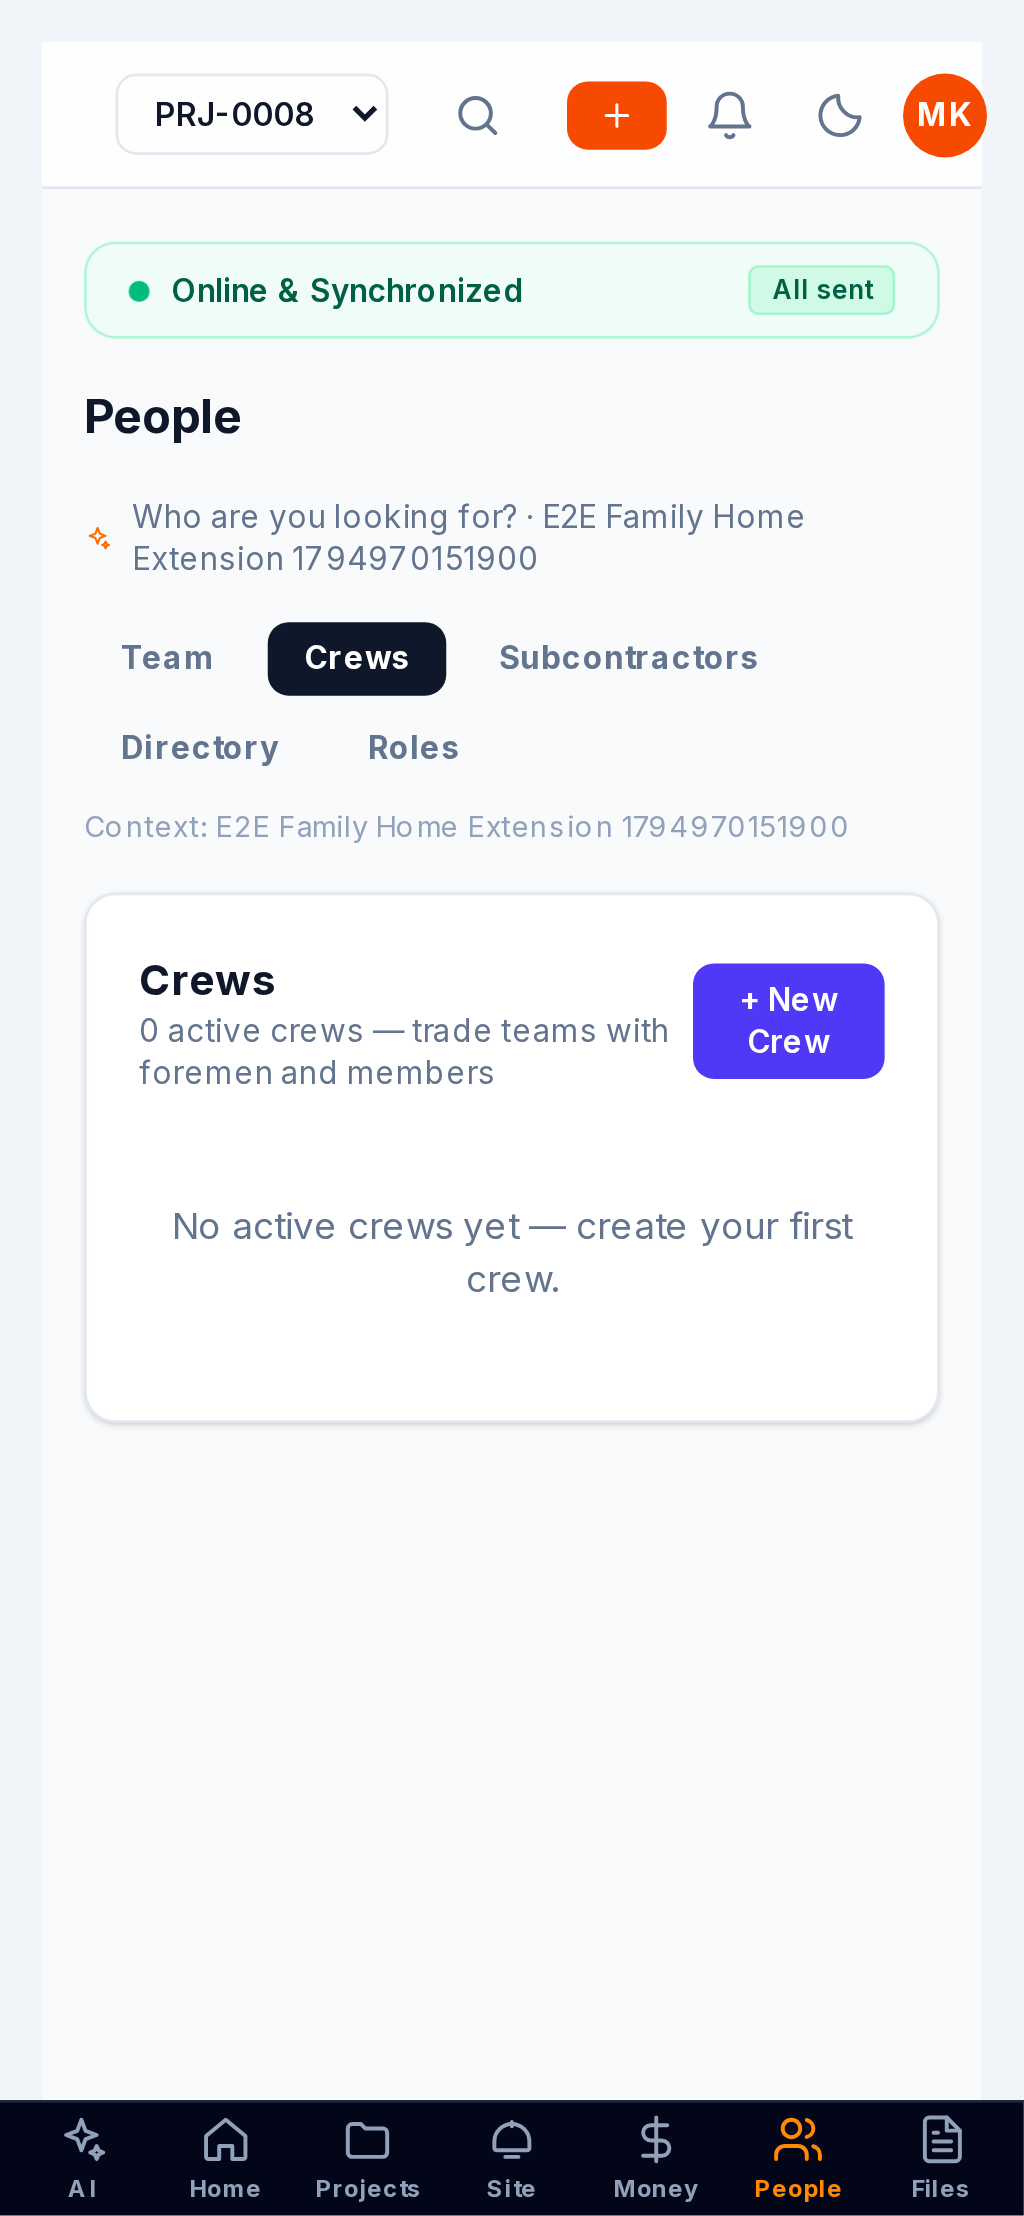 PRJ-0008
+
MK
Online & Synchronized
All sent
People
Who are you looking for? · E2E Family Home
Extension 1794970151900
Team
Crews
Subcontractors
Directory
Roles
Context: E2E Family Home Extension 1794970151900
Crews
0 active crews — trade teams with
foremen and members
+ New
Crew
No active crews yet — create your first
crew.
AI
Home
Projects
Site
Money
People
Files